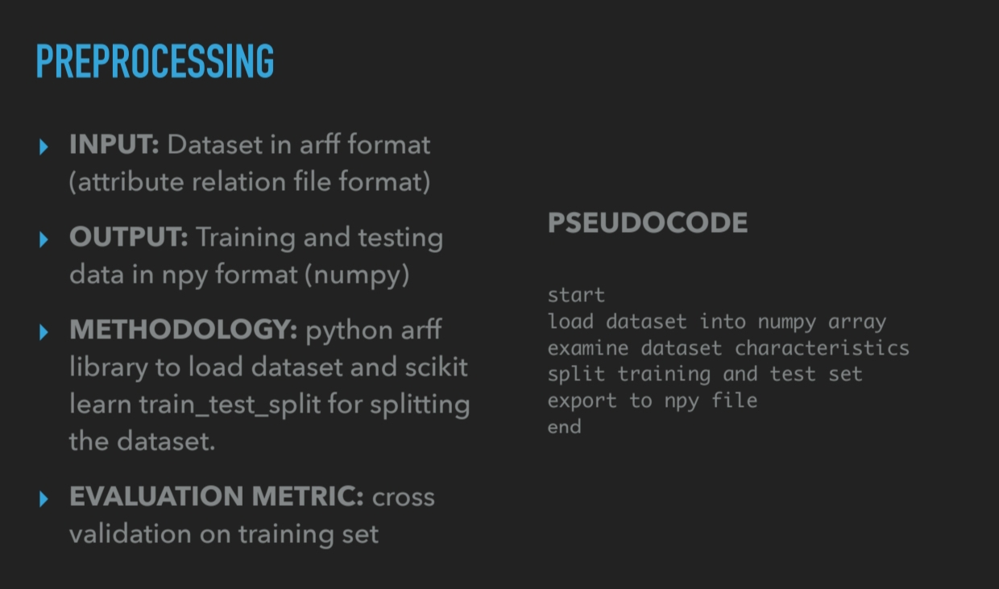 PREPROCESSING
INPUT: Dataset in arff format
(attribute relation file format)
OUTPUT: Training and testing
data in npy format (numpy)
METHODOLOGY: python arff
library to load dataset and scikit
learn train_test_split for splitting
the dataset.
EVALUATION METRIC: cross
validation on training set
PSEUDOCODE
start
load dataset into numpy array
examine dataset characteristics
split training and test set
export to npy file
end